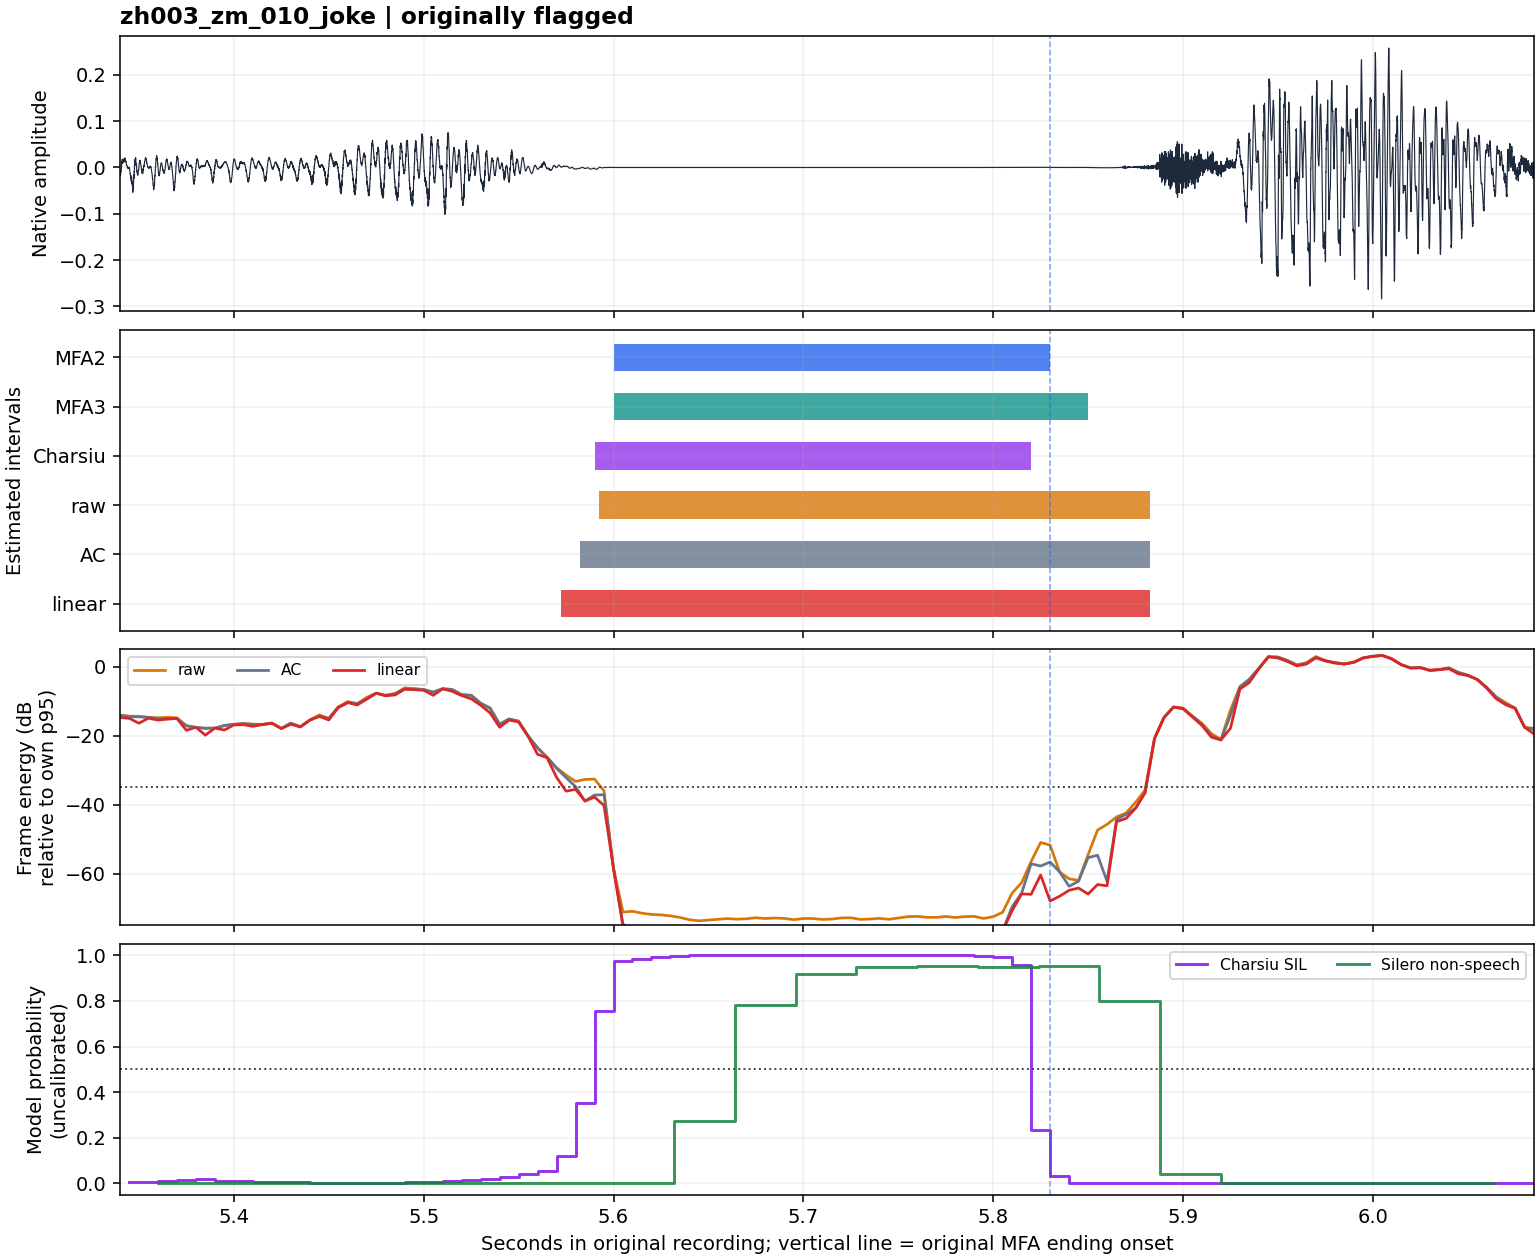 zh003_zm_010_joke | originally flagged
Native amplitude
0.2
0.1
0.0
−0.1
−0.2
−0.3
Estimated intervals
MFA2
MFA3
Charsiu
raw
AC
linear
Frame energy (dB
relative to own p95)
0
−20
−40
−60
raw
AC
linear
Model probability
(uncalibrated)
1.0
0.8
0.6
0.4
0.2
0.0
Charsiu SIL
Silero non-speech
5.4
5.5
5.6
5.7
5.8
5.9
6.0
Seconds in original recording; vertical line = original MFA ending onset